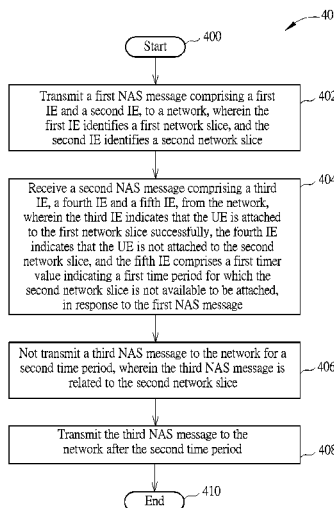 40
Start
400
Transmit a first NAS message comprising a first
IE and a second IE, to a network, wherein the
first IE identifies a first network slice, and the
second IE identifies a second network slice
402
Receive a second NAS message comprising a third
IE, a fourth IE and a fifth IE, from the network,
wherein the third IE indicates that the UE is attached
to the first network slice successfully, the fourth IE
indicates that the UE is not attached to the second
network slice, and the fifth IE comprises a first timer
value indicating a first time period for which the
second network slice is not available to be attached,
in response to the first NAS message
404
Not transmit a third NAS message to the network for a
second time period, wherein the third NAS message is
related to the second network slice
406
Transmit the third NAS message to the
network after the second time period
408
End
410